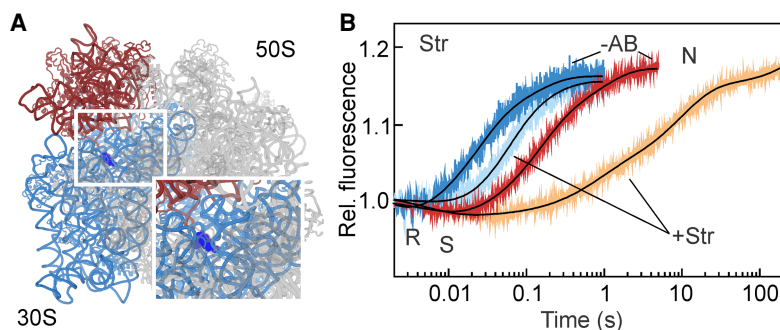 A
50S
30S
B
Str
-AB
N
R
S
+Str
Rel. fluorescence
1.2
1.1
1.0
0.01
0.1
1
10
100
Time (s)